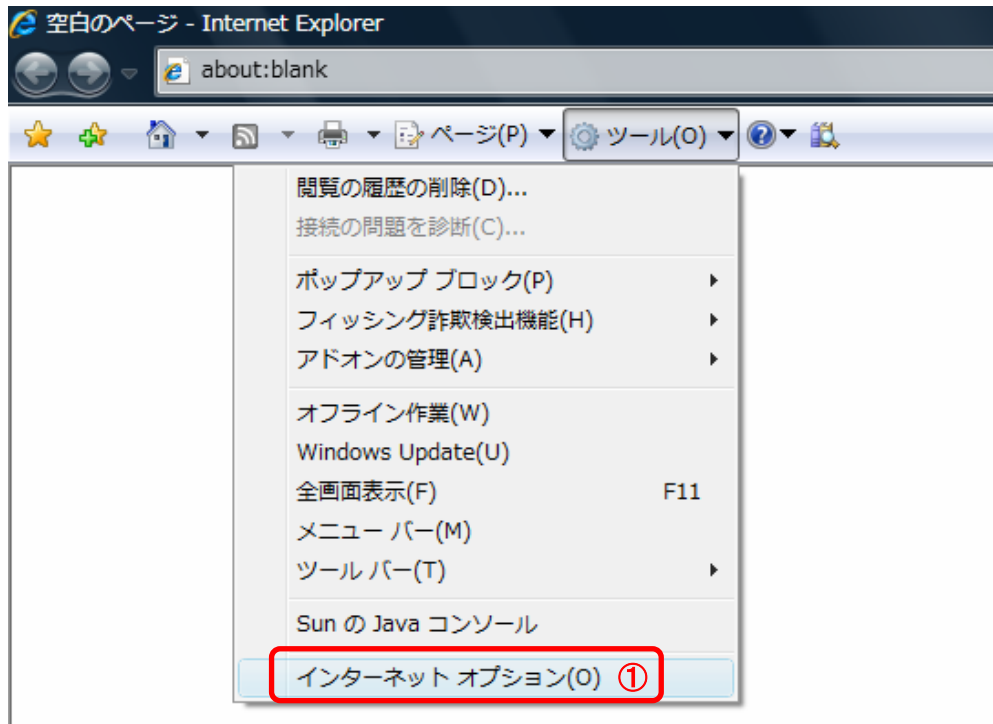 空白のページ - Internet Explorer
about:blank
ページ(P) ツール(O)
閲覧の履歴の削除(D)...
接続の問題を診断(C)...
ポップアップ ブロック(P)
フィッシング詐欺検出機能(H)
アドオンの管理(A)
オフライン作業(W)
Windows Update(U)
全画面表示(F) F11
メニュー バー(M)
ツール バー(T)
Sun の Java コンソール
インターネット オプション(O) ①